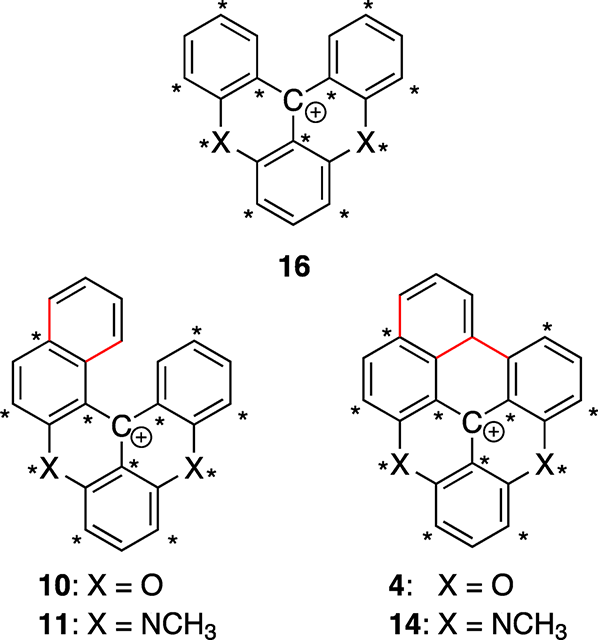 * *
* *
* C ⊕ *
*X * X*
* *
16
* *
* *
* C ⊕ * * C ⊕ *
*X * X* *X * X*
* * * *
10: X = O 4: X = O
11: X = NCH₃ 14: X = NCH₃